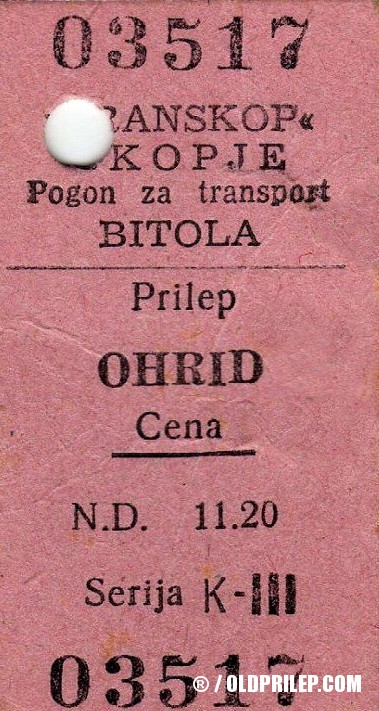 03517
RANSKOP«
KOPJE
Pogon za transport
BITOLA
Prilep
OHRID
Cena
N.D. 11.20
Serija K-III
03517
® / OLDPRILEP.COM